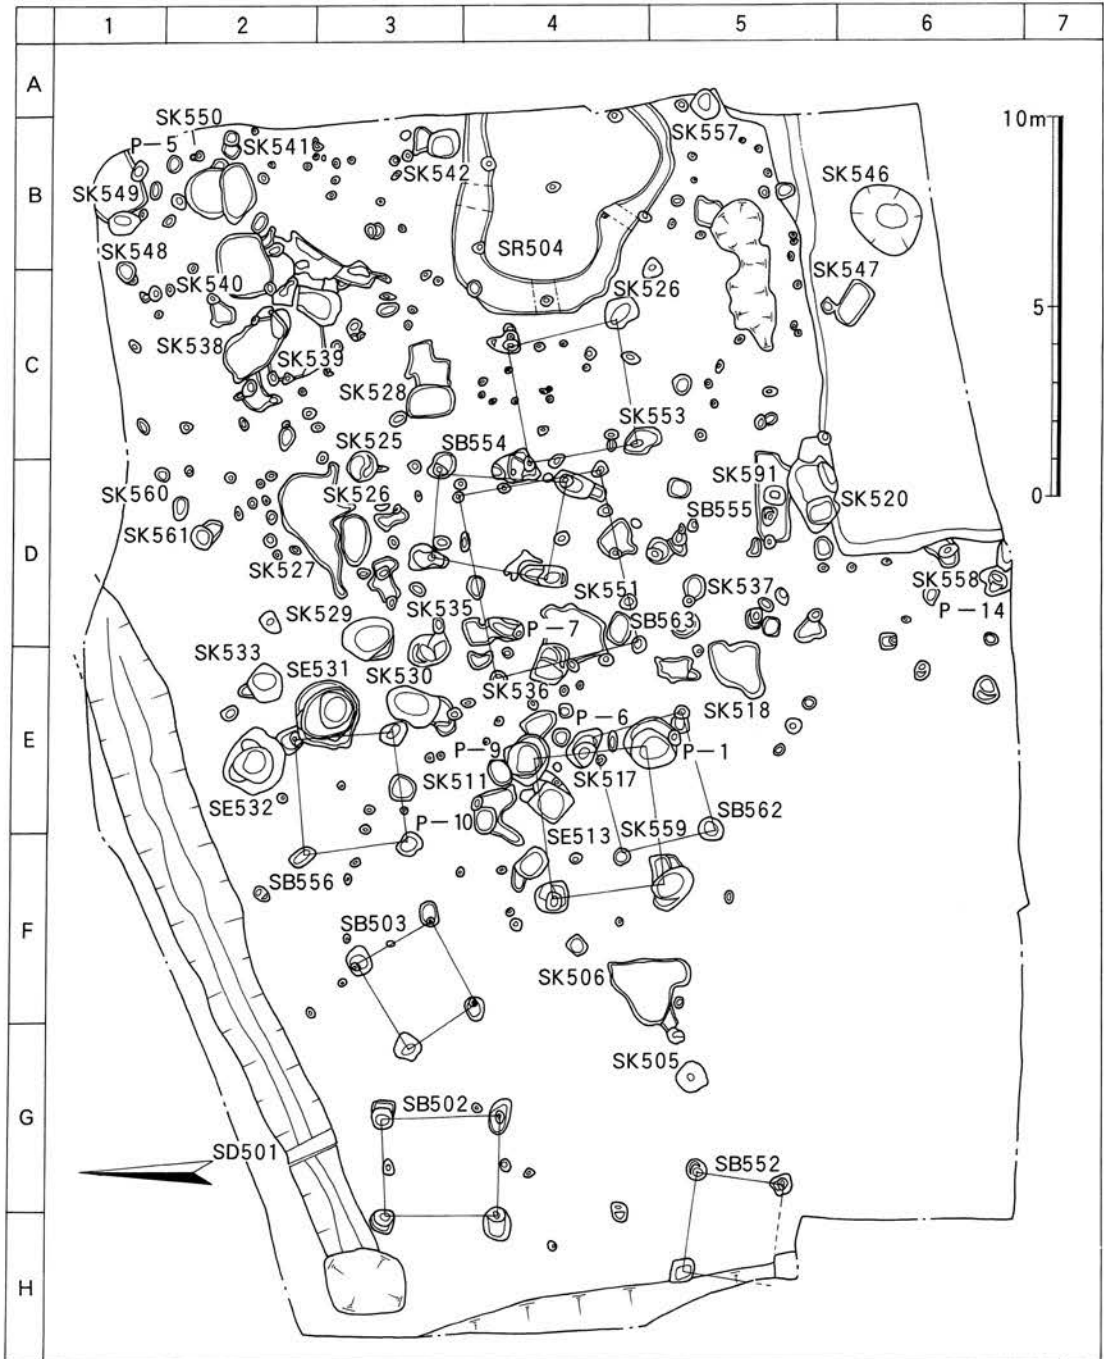 1 2 3 4 5 6 7
A
SK550
SK557
10m
P-5
SK541
SK542
B
SK549
SK546
SK548
SR504
SK547
SK540
SK526
5
C
SK538
SK539
SK528
SK525
SB554
SK553
SK560
SK526
SK591
SK520
SB555
SK561
D
SK527
SK551
SK537
SK558
SK529
SK535
P-7
SB563
P-14
SK533
SE531
SK530
SK536
SK518
P-6
E
P-9
P-1
SK511
SK517
SE532
P-10
SE513
SK559
SB562
SB556
F
SB503
SK506
SK505
G
SB502
SD501
SB552
H
0